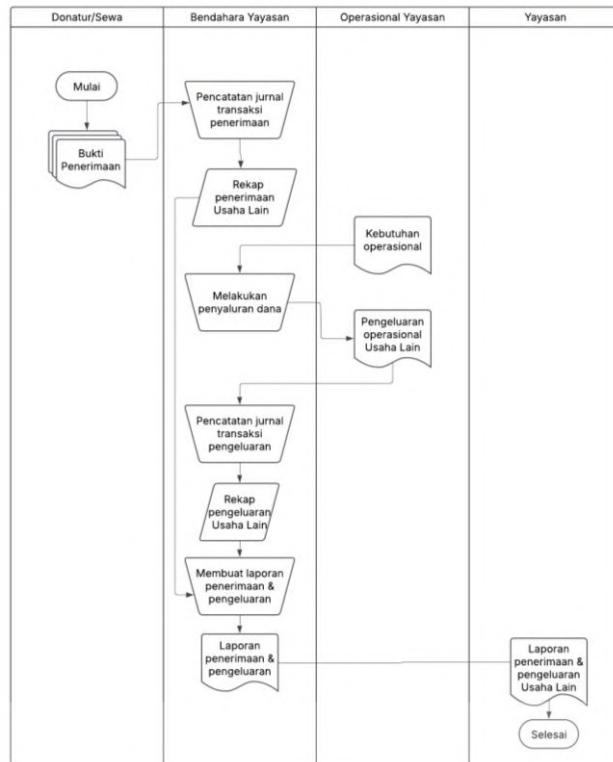 Donatur/Sewa
Bendahara Yayasan
Operasional Yayasan
Yayasan
Mulai
Bukti
Penerimaan
Pencatatan jurnal
transaksi
penerimaan
Rekap
penerimaan
Usaha Lain
Kebutuhan
operasional
Melakukan
penyaluran dana
Pengeluaran
operasional
Usaha Lain
Pencatatan jurnal
transaksi
pengeluaran
Rekap
pengeluaran
Usaha Lain
Membuat laporan
penerimaan &
pengeluaran
Laporan
penerimaan &
pengeluaran
Laporan
penerimaan &
pengeluaran
Usaha Lain
Selesai